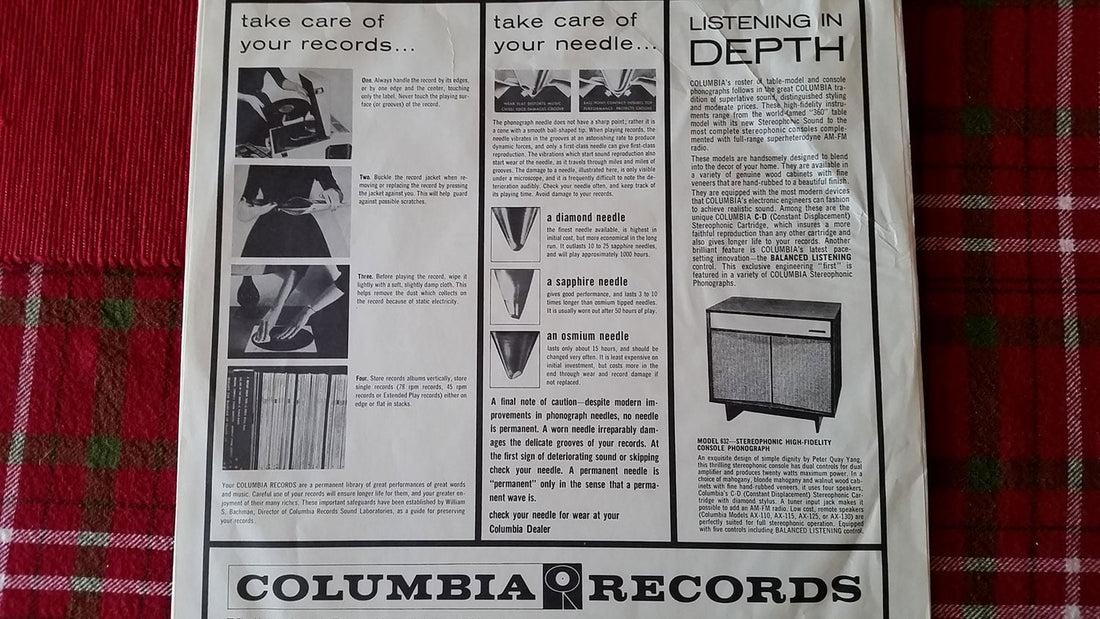 take care of
your records...
One. Always handle the record by its edges,
or by one edge and the center, touching
only the label. Never touch the playing sur-
face (or grooves) of the record.
Two. Buckle the record jacket when re-
moving or replacing the record by pressing
the jacket against you. This will help guard
against possible scratches.
Three. Before playing the record, wipe it
lightly with a soft, slightly damp cloth. This
helps remove the dust which collects on
the record because of static electricity.
Four. Store records albums vertically, store
single records (78 rpm records, 45 rpm
records or Extended Play records) either on
edge or flat in stacks.
Your COLUMBIA RECORDS are a permanent library of great performances of great words
and music. Careful use of your records will ensure longer life for them, and your greater en-
joyment of their many riches. These important safeguards have been established by William
S. Bachman, Director of Columbia Records Sound Laboratories, as a guide for preserving
your records.
take care of
your needle...
WEAR FLAT DISTORTS MUSIC
CHISEL EDGE DAMAGES GROOVE
BALL POINT CONTACT INSURES TOP
PERFORMANCE PROTECTS GROOVE
The phonograph needle does not have a sharp point; rather it is
a cone with a smooth ball-shaped tip. When playing records, the
needle vibrates in the grooves at an astonishing rate to produce
dynamic forces, and only a first-class needle can give first-class
reproduction. The vibrations which start sound reproduction also
start wear of the needle, as it travels through miles and miles of
grooves. The damage to a needle, illustrated here, is only visible
under a microscope, and it is frequently difficult to note the de-
terioration audibly. Check your needle often, and keep track of
its playing time. Avoid damage to your records.
a diamond needle
the finest needle available, is highest in
initial cost, but more economical in the long
run. It outlasts 10 to 25 sapphire needles,
and will play approximately 1000 hours.
a sapphire needle
gives good performance, and lasts 3 to 10
times longer than osmium tipped needles.
It is usually worn out after 50 hours of play.
an osmium needle
lasts only about 15 hours, and should be
changed very often. It is least expensive on
initial investment, but costs more in the
end through wear and record damage if
not replaced.
A final note of caution—despite modern im-
provements in phonograph needles, no needle
is permanent. A worn needle irreparably dam-
ages the delicate grooves of your records. At
the first sign of deteriorating sound or skipping
check your needle. A permanent needle is
"permanent" only in the sense that a perma-
nent wave is.
check your needle for wear at your
Columbia Dealer
LISTENING IN
DEPTH
COLUMBIA's roster of table-model and console
phonographs follows in the great COLUMBIA tra-
dition of superlative sound, distinguished styling
and moderate prices. These high-fidelity instru-
ments range from the world-famed "360" table
model with its new Stereophonic Sound to the
most complete stereophonic consoles comple-
mented with full-range superheterodyne AM-FM
radio.
These models are handsomely designed to blend
into the decor of your home. They are available in
a variety of genuine wood cabinets with fine
veneers that are hand-rubbed to a beautiful finish.
They are equipped with the most modern devices
that COLUMBIA's electronic engineers can fashion
to achieve realistic sound. Among these are the
unique COLUMBIA C-D (Constant Displacement)
Stereophonic Cartridge, which insures a more
faithful reproduction than any other cartridge and
also gives longer life to your records. Another
brilliant feature is COLUMBIA's latest pace-
setting innovation—the BALANCED LISTENING
control. This exclusive engineering "first" is
featured in a variety of COLUMBIA Stereophonic
Phonographs.
MODEL 632—STEREOPHONIC HIGH-FIDELITY
CONSOLE PHONOGRAPH
An exquisite design of simple dignity by Peter Quay Yang,
this thrilling stereophonic console has dual controls for dual
amplifier and produces twenty watts maximum power. In a
choice of mahogany, blonde mahogany and walnut wood cab-
inets with fine hand-rubbed veneers, it uses four speakers,
Columbia's C-D (Constant Displacement) Stereophonic Car-
tridge with diamond stylus. A tuner input jack makes it
possible to add an AM-FM radio. Low cost, remote speakers
(Columbia Models AX-110, AX-115, AX-125, or AX-130) are
perfectly suited for full stereophonic operation. Equipped
with five controls including BALANCED LISTENING control.
COLUMBIA RECORDS